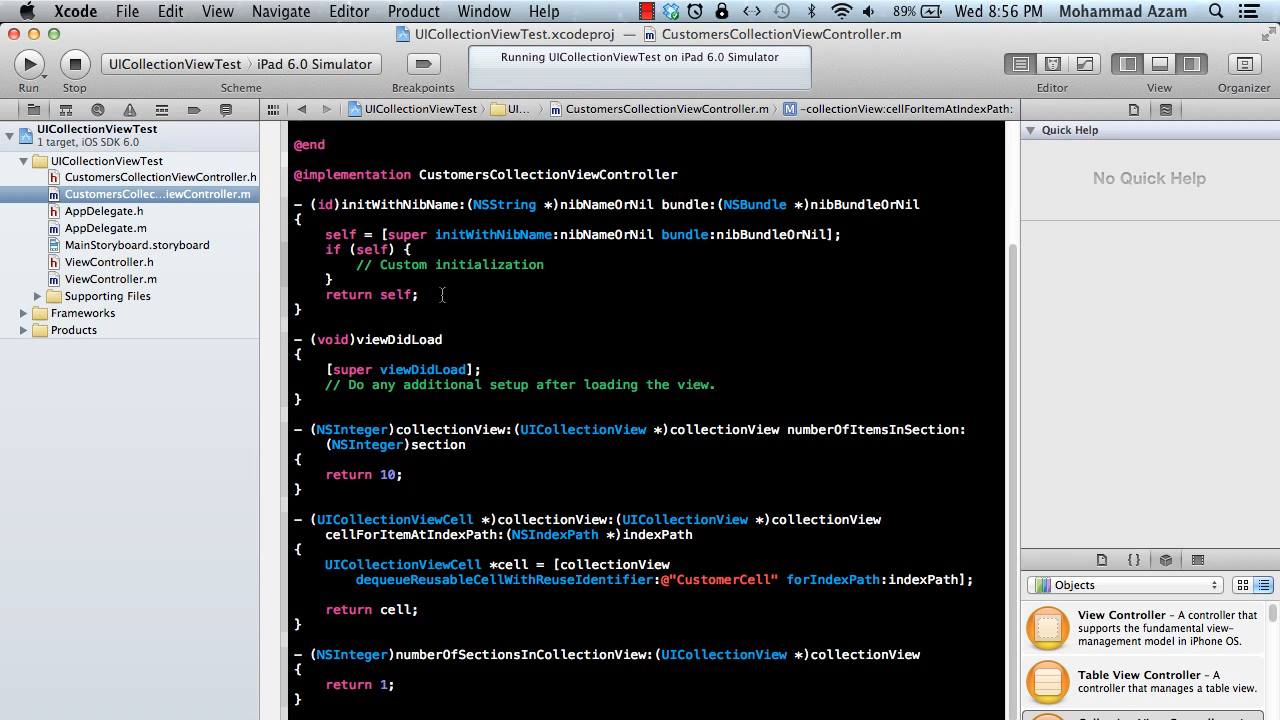 Xcode File Edit View Navigate Editor Product Window Help 89% Wed 8:56 PM Mohammad Azam
UICollectionViewTest.xcodeproj — CustomersCollectionViewController.m
UICollectionViewTest iPad 6.0 Simulator
Running UICollectionViewTest on iPad 6.0 Simulator
Run Stop Scheme Breakpoints Editor View Organizer
UICollectionViewTest UI... CustomersCollectionViewController.m -collectionView:cellForItemAtIndexPath:
UICollectionViewTest
1 target, iOS SDK 6.0
UICollectionViewTest
CustomersCollectionViewController.h
CustomersCollec...iewController.m
AppDelegate.h
AppDelegate.m
MainStoryboard.storyboard
ViewController.h
ViewController.m
Supporting Files
Frameworks
Products
@end
@implementation CustomersCollectionViewController
- (id)initWithNibName:(NSString *)nibNameOrNil bundle:(NSBundle *)nibBundleOrNil
{
self = [super initWithNibName:nibNameOrNil bundle:nibBundleOrNil];
if (self) {
// Custom initialization
}
return self;
}
- (void)viewDidLoad
{
[super viewDidLoad];
// Do any additional setup after loading the view.
}
- (NSInteger)collectionView:(UICollectionView *)collectionView numberOfItemsInSection:
(NSInteger)section
{
return 10;
}
- (UICollectionViewCell *)collectionView:(UICollectionView *)collectionView
cellForItemAtIndexPath:(NSIndexPath *)indexPath
{
UICollectionViewCell *cell = [collectionView
dequeueReusableCellWithReuseIdentifier:@"CustomerCell" forIndexPath:indexPath];
return cell;
}
- (NSInteger)numberOfSectionsInCollectionView:(UICollectionView *)collectionView
{
return 1;
}
Quick Help
No Quick Help
{ }
Objects
View Controller - A controller that
supports the fundamental view-
management model in iPhone OS.
Table View Controller - A
controller that manages a table view.